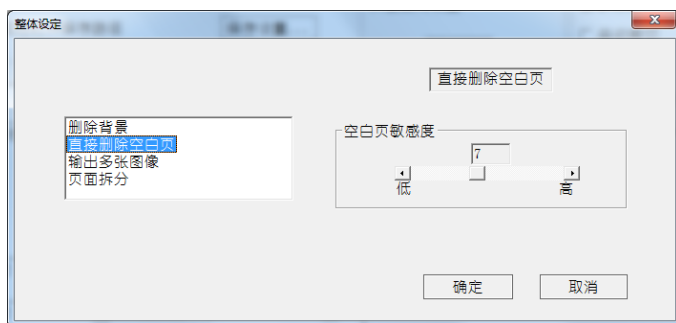 整体设定
直接删除空白页
删除背景
直接删除空白页
输出多张图像
页面拆分
空白页敏感度
7
低
高
确定
取消